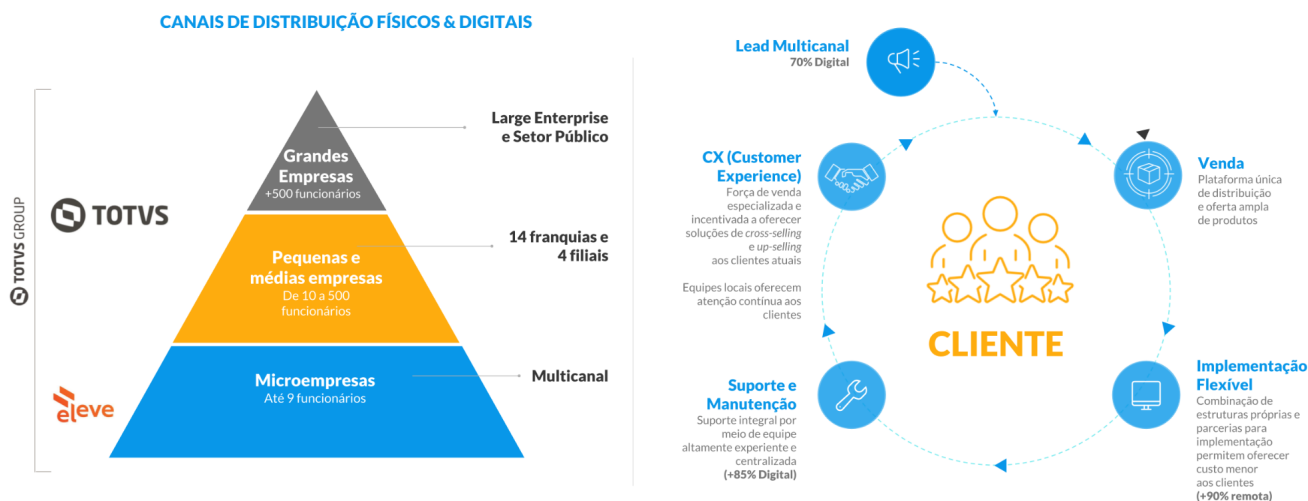 CANAIS DE DISTRIBUIÇÃO FÍSICOS & DIGITAIS
TOTVS GROUP
TOTVS
eleve
Grandes
Empresas
+500 funcionários
Large Enterprise
e Setor Público
Pequenas e
médias empresas
De 10 a 500
funcionários
14 franquias e
4 filiais
Microempresas
Até 9 funcionários
Multicanal
Lead Multicanal
70% Digital
Venda
Plataforma única
de distribuição
e oferta ampla
de produtos
Implementação
Flexível
Combinação de
estruturas próprias e
parcerias para
implementação
permitem oferecer
custo menor
aos clientes
(+90% remota)
Suporte e
Manutenção
Suporte integral por
meio de equipe
altamente experiente e
centralizada
(+85% Digital)
CX (Customer
Experience)
Força de venda
especializada e
incentivada a oferecer
soluções de cross-selling
e up-selling
aos clientes atuais
Equipes locais oferecem
atenção contínua aos
clientes
CLIENTE